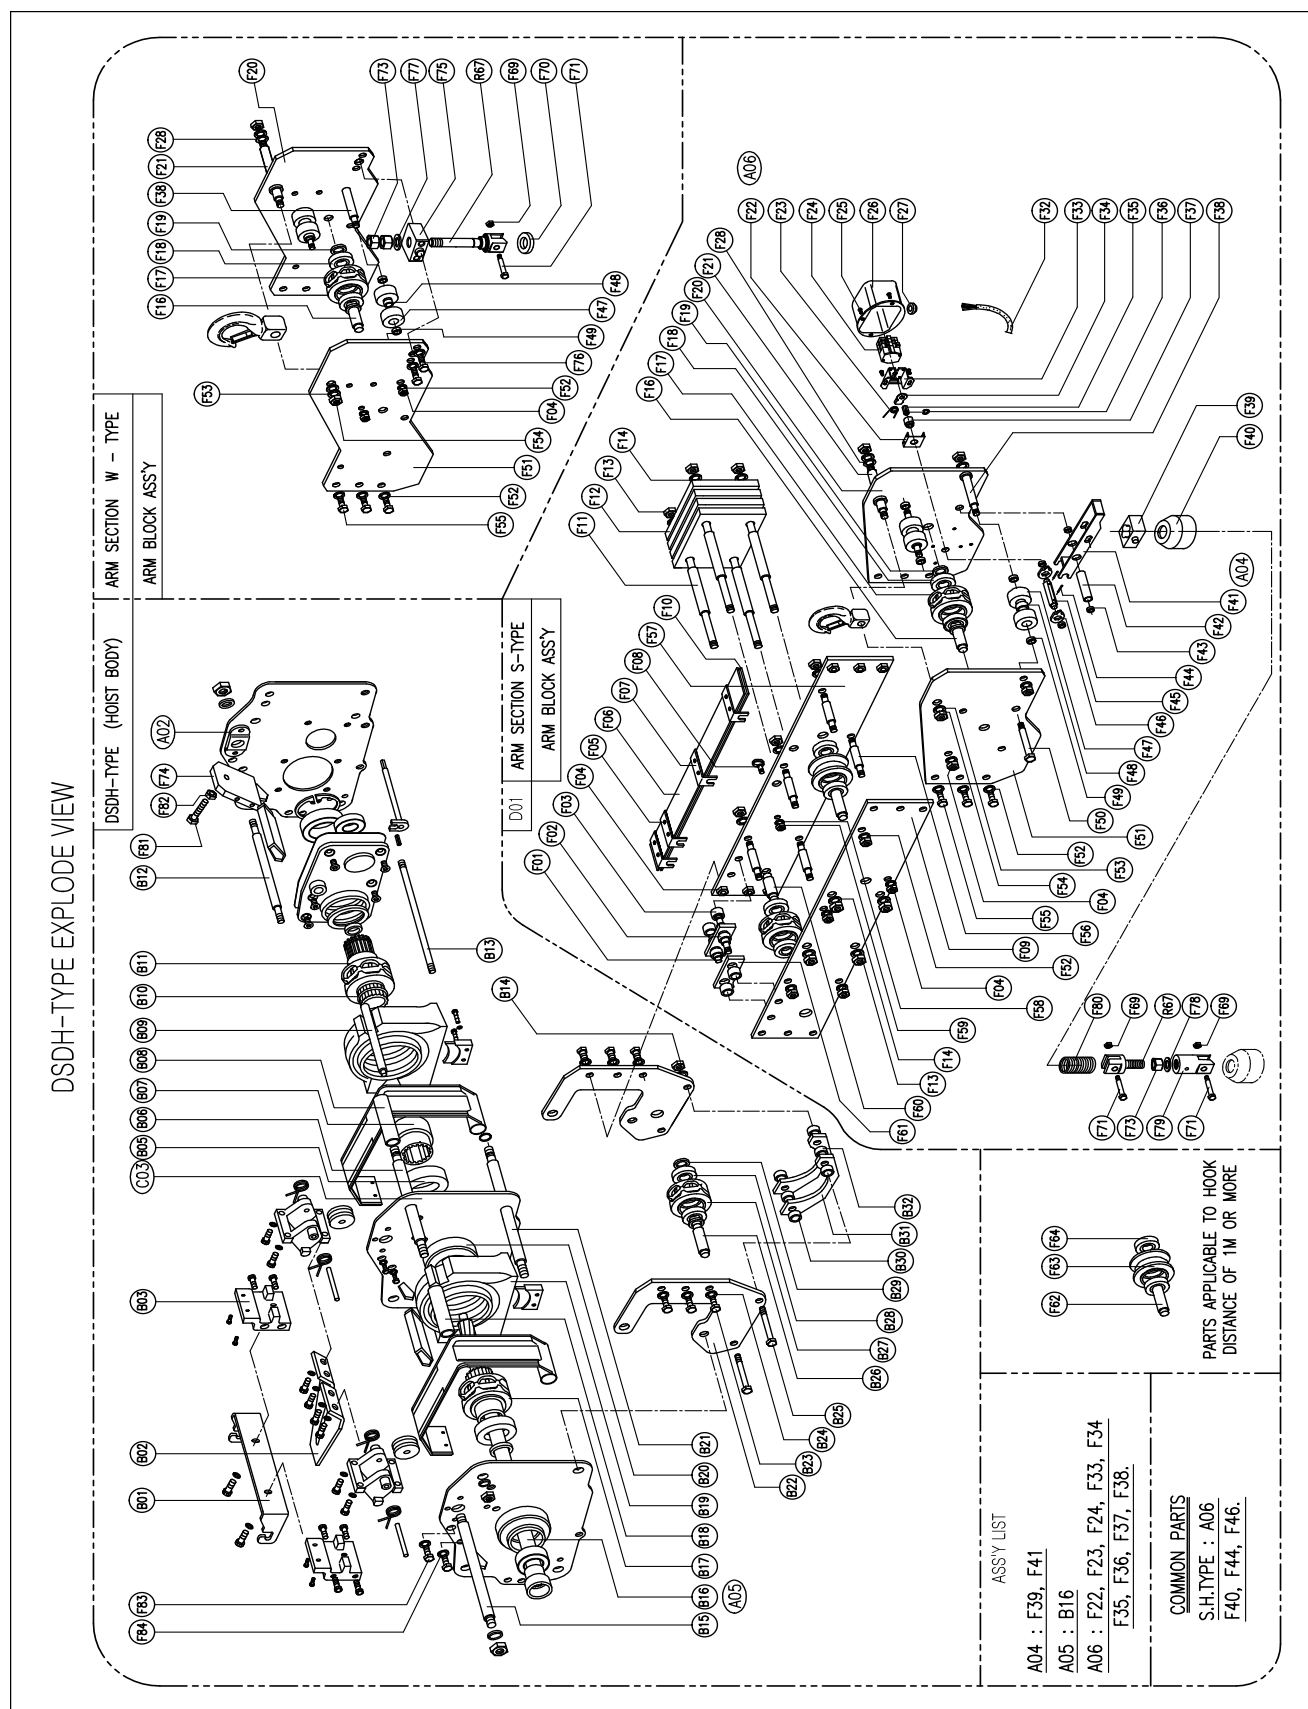 DSDH-TYPE EXPLODE VIEW
DSDH-TYPE (HOIST BODY)
ARM SECTION W - TYPE
ARM BLOCK ASS'Y
D01
ARM SECTION S-TYPE
ARM BLOCK ASS'Y
F84
F83
B01
B02
B03
C03
B05
B06
B07
B08
B09
B10
B11
B12
F81
F82
F74
A02
B13
B14
B15
B16
A05
B17
B18
B19
B20
B21
B22
B23
B24
B25
B26
B27
B28
B29
B30
B31
B32
F16
F17
F18
F19
F38
F21
F28
F20
F73
F77
F75
R67
F69
F70
F71
F48
F47
F49
F76
F52
F04
F54
F51
F52
F55
F53
F01
F02
F03
F04
F05
F06
F07
F08
F57
F10
F11
F12
F13
F14
F16
F17
F18
F19
F20
F21
F28
F22
F23
F24
F25
F26
F27
A06
F32
F33
F34
F35
F36
F37
F38
F39
F40
F41
A04
F42
F43
F44
F45
F46
F47
F48
F49
F50
F51
F52
F53
F54
F04
F55
F56
F09
F52
F04
F58
F59
F14
F13
F60
F61
F80
F69
R67
F78
F69
F71
F73
F79
F71
F62
F63
F64
PARTS APPLICABLE TO HOOK
DISTANCE OF 1M OR MORE
ASS'Y LIST
A04 : F39, F41
A05 : B16
A06 : F22, F23, F24, F33, F34
F35, F36, F37, F38.
COMMON PARTS
S.H.TYPE : A06
F40, F44, F46.